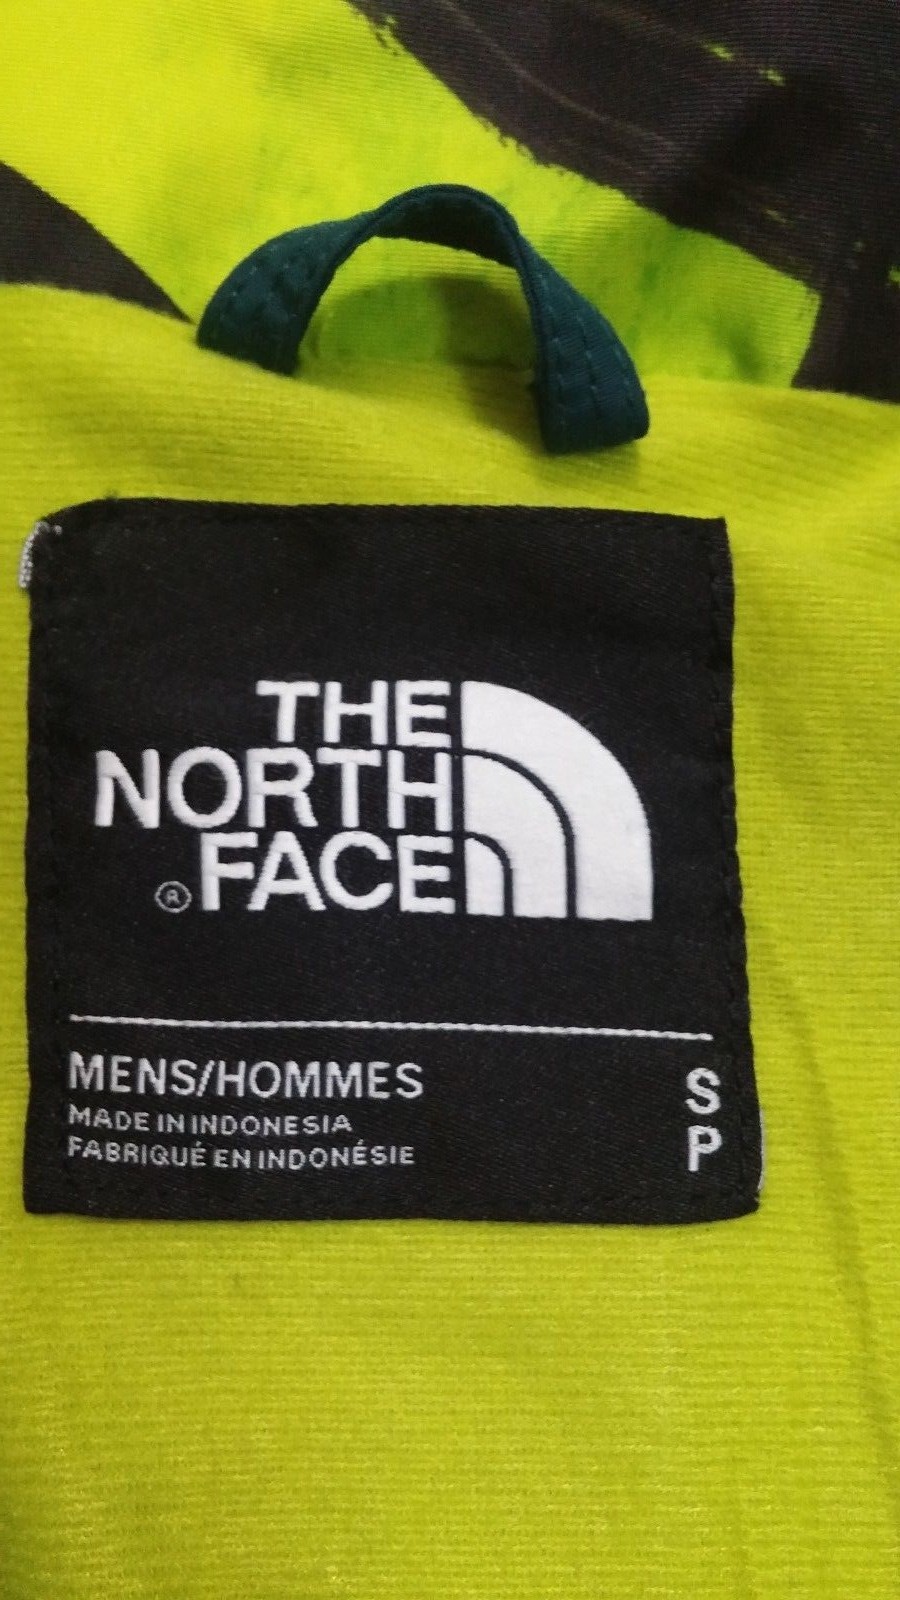 THE
NORTH
® FACE
MENS/HOMMES
MADE IN INDONESIA
FABRIQUÉ EN INDONÉSIE
S
P